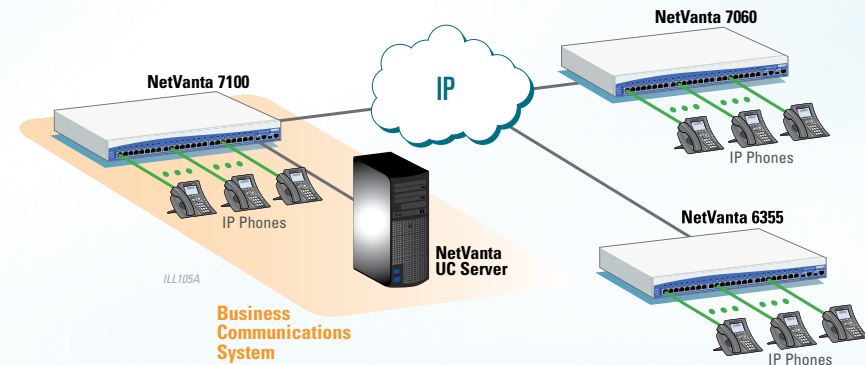 NetVanta 7060
NetVanta 7100
IP
IP Phones
IP Phones
NetVanta 6355
NetVanta
UC Server
ILL105A
Business
Communications
System
IP Phones